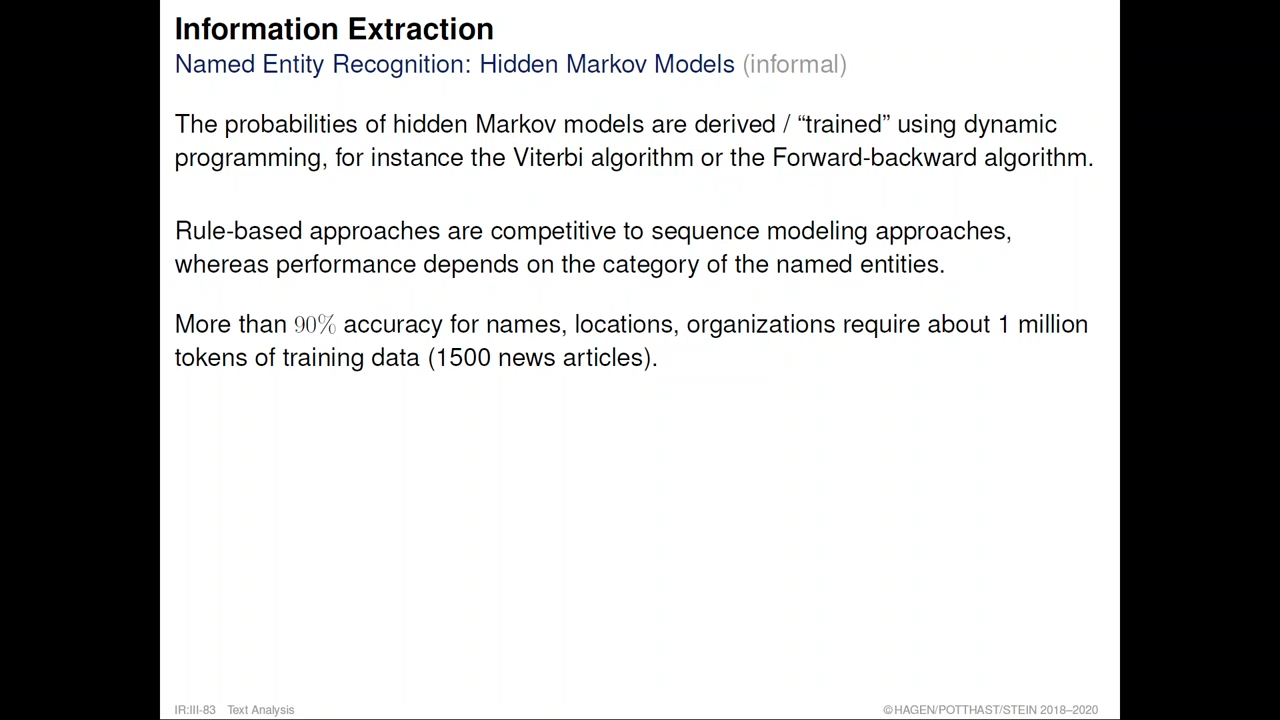 Information Extraction
Named Entity Recognition: Hidden Markov Models (informal)
The probabilities of hidden Markov models are derived / “trained” using dynamic
programming, for instance the Viterbi algorithm or the Forward-backward algorithm.
Rule-based approaches are competitive to sequence modeling approaches,
whereas performance depends on the category of the named entities.
More than 90% accuracy for names, locations, organizations require about 1 million
tokens of training data (1500 news articles).
IR:III-83 Text Analysis ©HAGEN/POTTHAST/STEIN 2018–2020